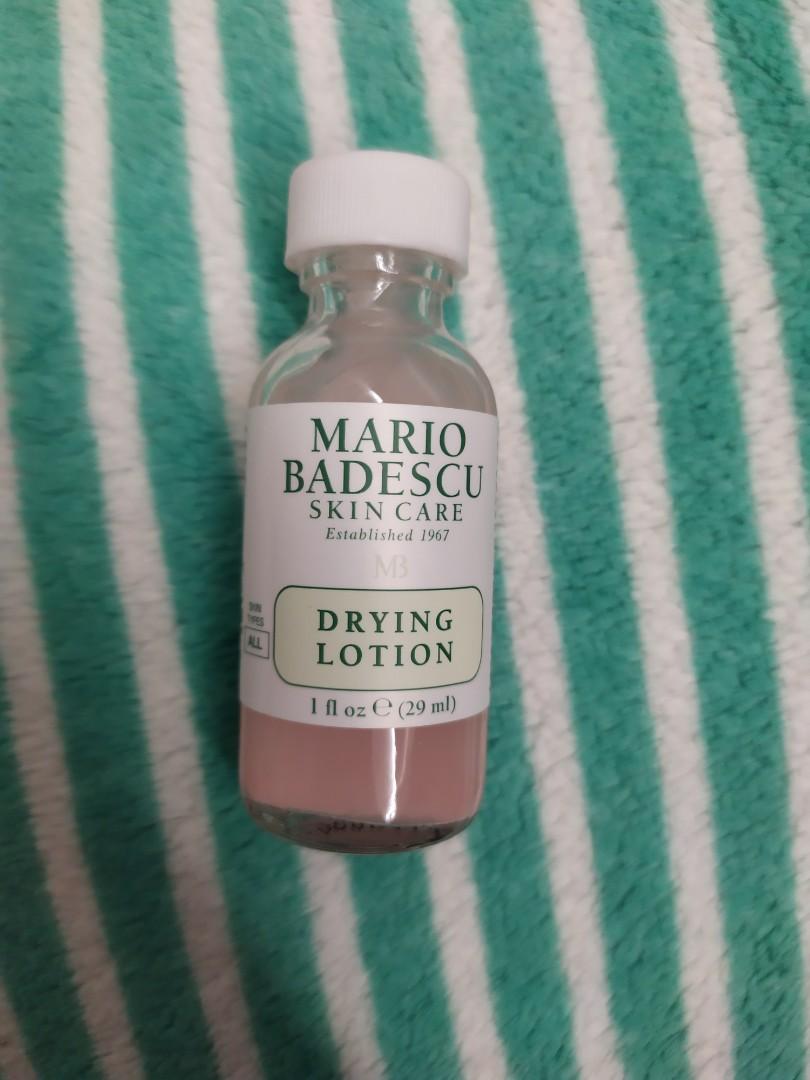 MARIO
BADESCU
SKIN CARE
Established 1967
MB
SKIN
TYPES
ALL
DRYING
LOTION
1 fl oz ℮ (29 ml)